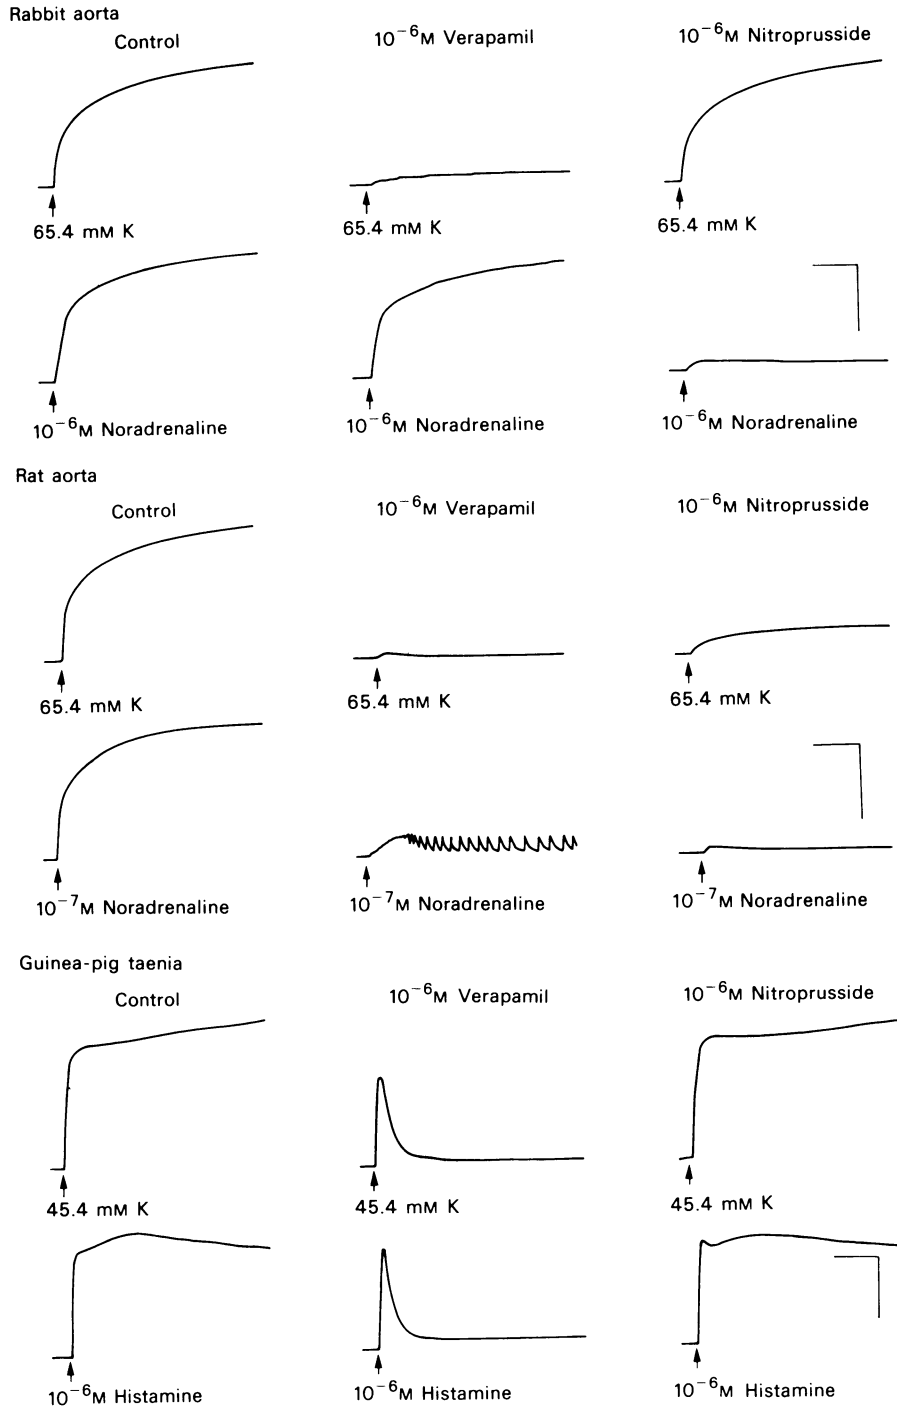 Rabbit aorta
Control
10⁻⁶M Verapamil
10⁻⁶M Nitroprusside
65.4 mM K
65.4 mM K
65.4 mM K
10⁻⁶M Noradrenaline
10⁻⁶M Noradrenaline
10⁻⁶M Noradrenaline
Rat aorta
Control
10⁻⁶M Verapamil
10⁻⁶M Nitroprusside
65.4 mM K
65.4 mM K
65.4 mM K
10⁻⁷M Noradrenaline
10⁻⁷M Noradrenaline
10⁻⁷M Noradrenaline
Guinea-pig taenia
Control
10⁻⁶M Verapamil
10⁻⁶M Nitroprusside
45.4 mM K
45.4 mM K
45.4 mM K
10⁻⁶M Histamine
10⁻⁶M Histamine
10⁻⁶M Histamine